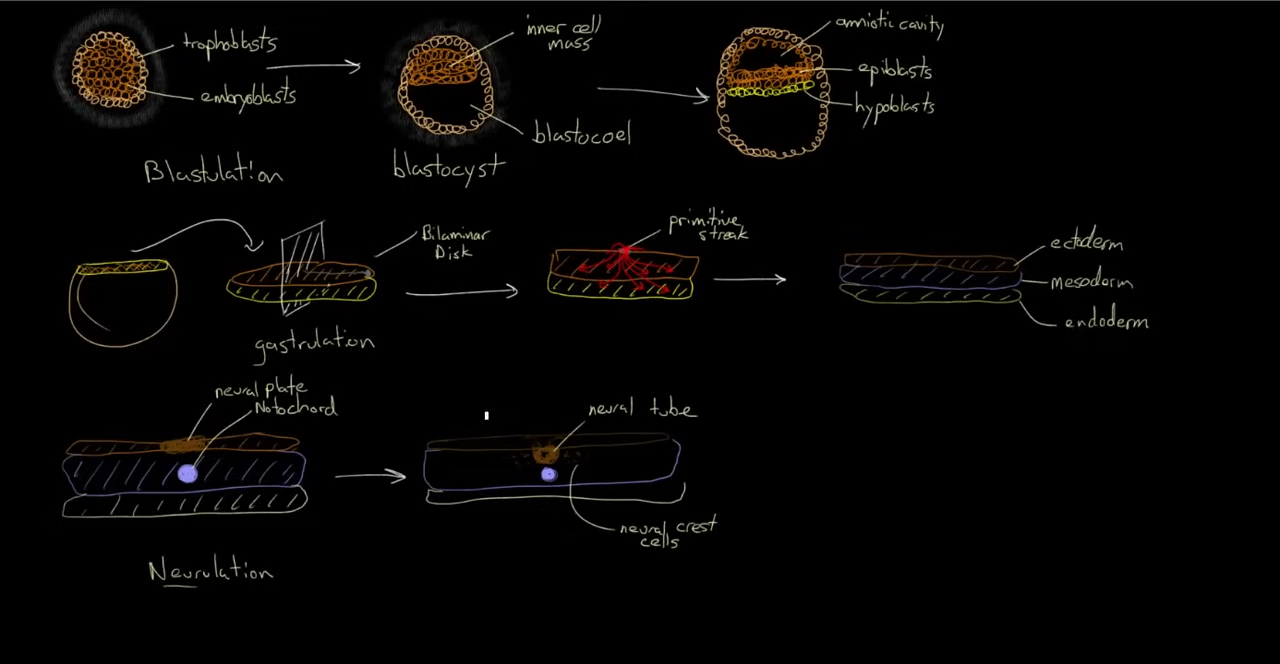 trophoblasts
embryoblasts
Blastulation
inner cell
mass
blastocoel
blastocyst
amniotic cavity
epiblasts
hypoblasts
Bilaminar
Disk
gastrulation
primitive
streak
ectoderm
mesoderm
endoderm
neural plate
Notochord
Neurulation
neural tube
neural crest
cells